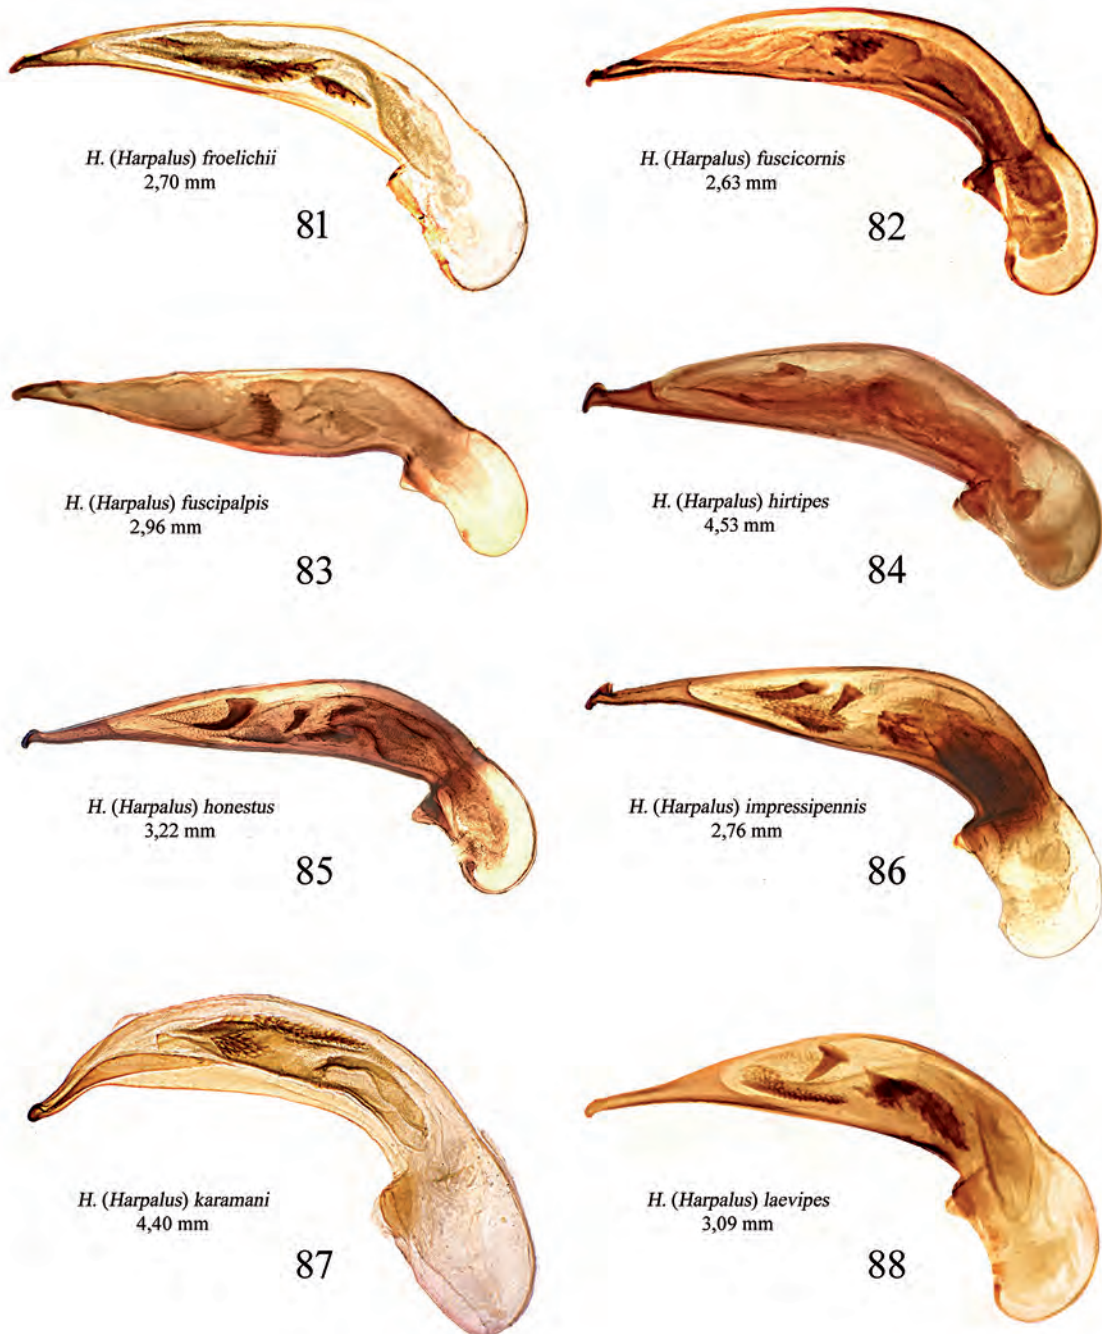 H. (Harpalus) froelichii
2,70 mm
81
H. (Harpalus) fuscicornis
2,63 mm
82
H. (Harpalus) fuscipalpis
2,96 mm
83
H. (Harpalus) hirtipes
4,53 mm
84
H. (Harpalus) honestus
3,22 mm
85
H. (Harpalus) impressipennis
2,76 mm
86
H. (Harpalus) karamani
4,40 mm
87
H. (Harpalus) laevipes
3,09 mm
88